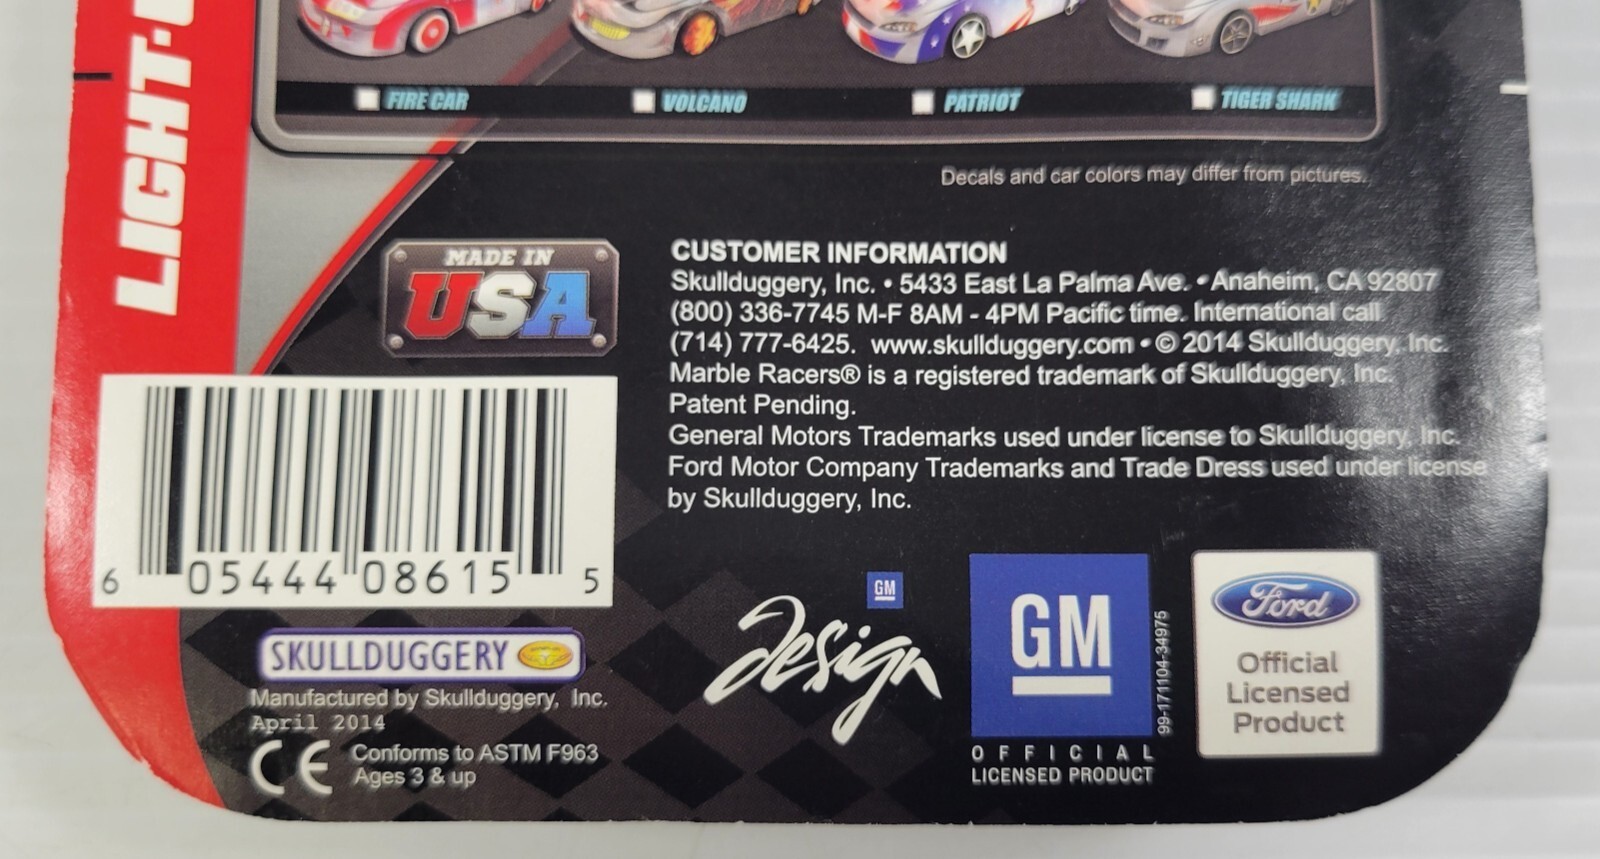 LIGHT-
FIRE CAR
VOLCANO
PATRIOT
TIGER SHARK
Decals and car colors may differ from pictures.
MADE IN
USA
CUSTOMER INFORMATION
Skullduggery, Inc. • 5433 East La Palma Ave. • Anaheim, CA 92807
(800) 336-7745 M-F 8AM - 4PM Pacific time. International call
(714) 777-6425. www.skullduggery.com • © 2014 Skullduggery, Inc.
Marble Racers® is a registered trademark of Skullduggery, Inc.
Patent Pending.
General Motors Trademarks used under license to Skullduggery, Inc.
Ford Motor Company Trademarks and Trade Dress used under license
by Skullduggery, Inc.
6 05444 08615 5
SKULLDUGGERY
Manufactured by Skullduggery, Inc.
April 2014
CE
Conforms to ASTM F963
Ages 3 & up
GM
design
GM
OFFICIAL
LICENSED PRODUCT
99-171104-34975
Ford
Official
Licensed
Product